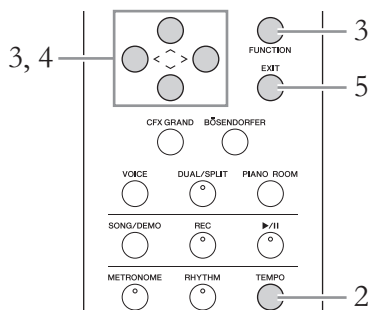 3
FUNCTION
3, 4
< >
EXIT
5
CFX GRAND BÖSENDORFER
VOICE DUAL/SPLIT PIANO ROOM
SONG/DEMO REC ▶/II
METRONOME RHYTHM TEMPO
2